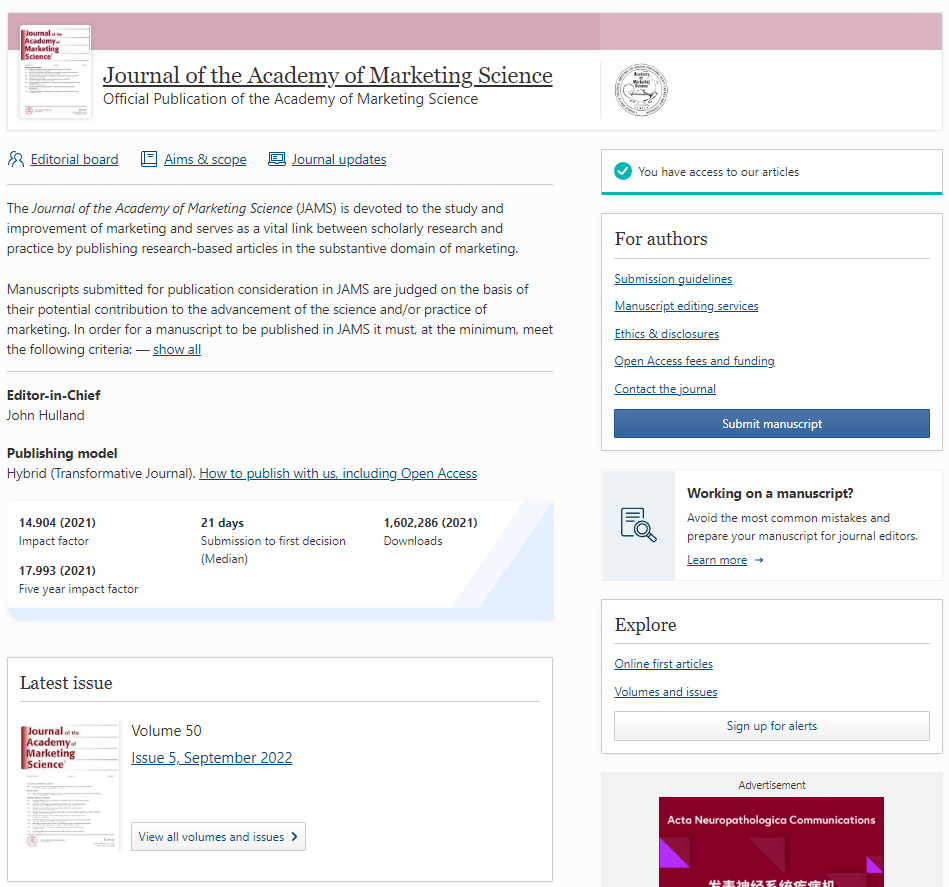 Journal of the
Academy of
Marketing
Science
Journal of the Academy of Marketing Science
Official Publication of the Academy of Marketing Science
Editorial board
Aims & scope
Journal updates
The Journal of the Academy of Marketing Science (JAMS) is devoted to the study and
improvement of marketing and serves as a vital link between scholarly research and
practice by publishing research-based articles in the substantive domain of marketing.
Manuscripts submitted for publication consideration in JAMS are judged on the basis of
their potential contribution to the advancement of the science and/or practice of
marketing. In order for a manuscript to be published in JAMS it must, at the minimum, meet
the following criteria: — show all
Editor-in-Chief
John Hulland
Publishing model
Hybrid (Transformative Journal). How to publish with us, including Open Access
14.904 (2021)
Impact factor
17.993 (2021)
Five year impact factor
21 days
Submission to first decision
(Median)
1,602,286 (2021)
Downloads
Latest issue
Journal of the
Academy of
Marketing
Science
Volume 50
Issue 5, September 2022
View all volumes and issues
You have access to our articles
For authors
Submission guidelines
Manuscript editing services
Ethics & disclosures
Open Access fees and funding
Contact the journal
Submit manuscript
Working on a manuscript?
Avoid the most common mistakes and
prepare your manuscript for journal editors.
Learn more →
Explore
Online first articles
Volumes and issues
Sign up for alerts
Advertisement
Acta Neuropathologica Communications
发表神经系统疾病机